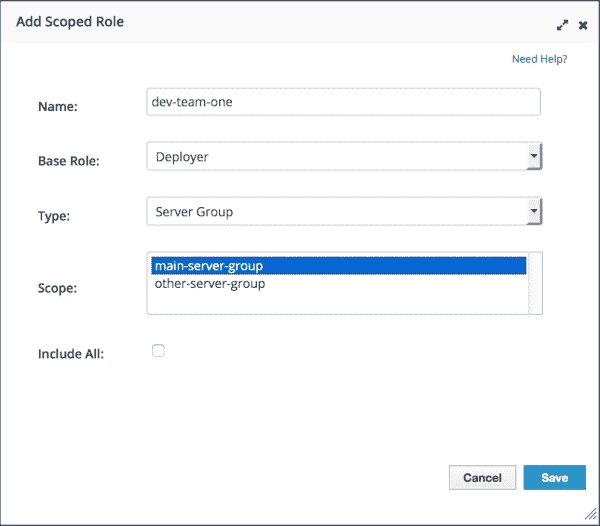 Add Scoped Role
Need Help?
Name: dev-team-one
Base Role: Deployer
Type: Server Group
Scope: main-server-group
other-server-group
Include All:
Cancel Save